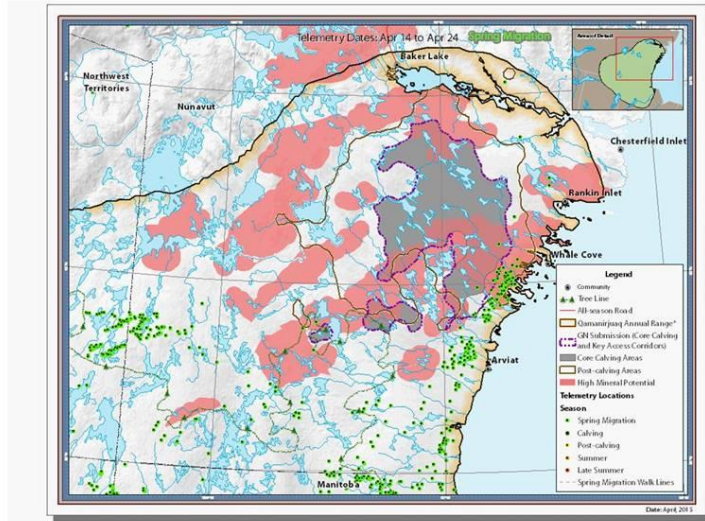 Telemetry Dates: Apr 14 to Apr 24 Spring Migration
Area of Detail
Baker Lake
Northwest
Territories
Nunavut
Chesterfield Inlet
Rankin Inlet
Whale Cove
Arviat
Manitoba
Legend
Community
Tree Line
All-season Road
Qamanirjuaq Annual Range*
GN Submission (Core Calving
and Key Access Corridors)
Core Calving Areas
Post-calving Areas
High Mineral Potential
Telemetry Locations
Season
Spring Migration
Calving
Post-calving
Summer
Late Summer
Spring Migration Walk Lines
Date: April, 2015